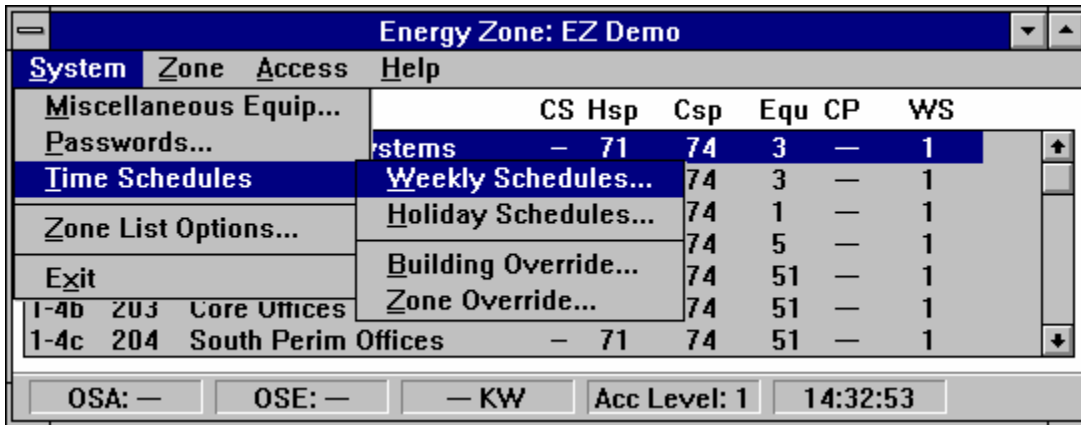 Energy Zone: EZ Demo
System Zone Access Help
Miscellaneous Equip... CS Hsp Csp Equ CP WS
Passwords... stems – 71 74 3 — 1
Time Schedules Weekly Schedules... 74 3 — 1
Holiday Schedules... 74 1 — 1
Zone List Options... 74 5 — 1
Building Override... 74 51 — 1
Exit Zone Override...
1-4b 203 Core Offices 74 51 — 1
1-4c 204 South Perim Offices – 71 74 51 — 1
OSA: — OSE: — — KW Acc Level: 1 14:32:53